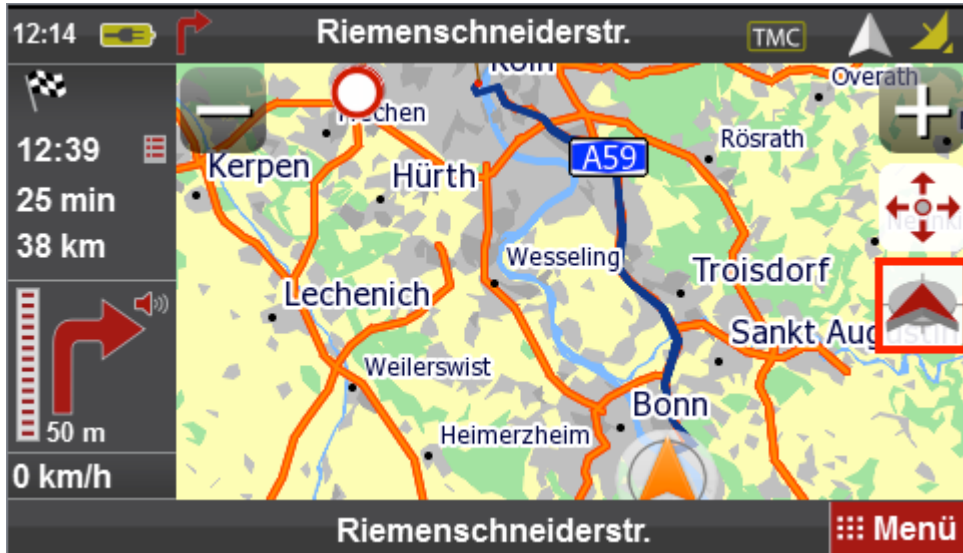 12:14
Riemenschneiderstr.
TMC
12:39
25 min
38 km
50 m
0 km/h
Köln
Overath
Rösrath
Kerpen
Hürth
A59
Wesseling
Troisdorf
Lechenich
Sankt Augustin
Weilerswist
Bonn
Heimerzheim
Riemenschneiderstr.
Menü